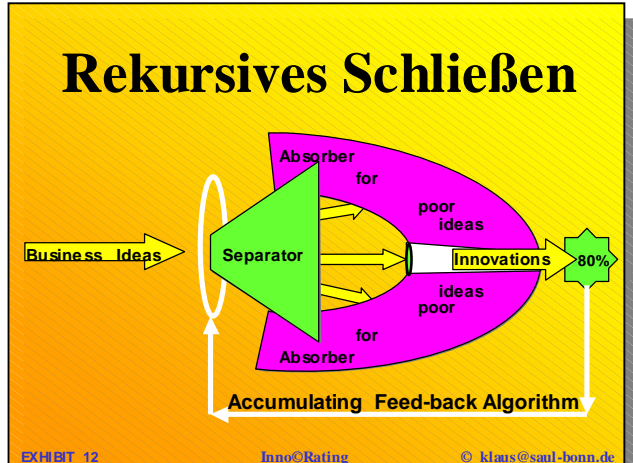 Rekursives Schließen
Absorber
for
poor
ideas
Business Ideas
Separator
Innovations
80%
ideas
poor
for
Absorber
Accumulating Feed-back Algorithm
EXHIBIT 12
Inno©Rating
© klaus@saul-bonn.de